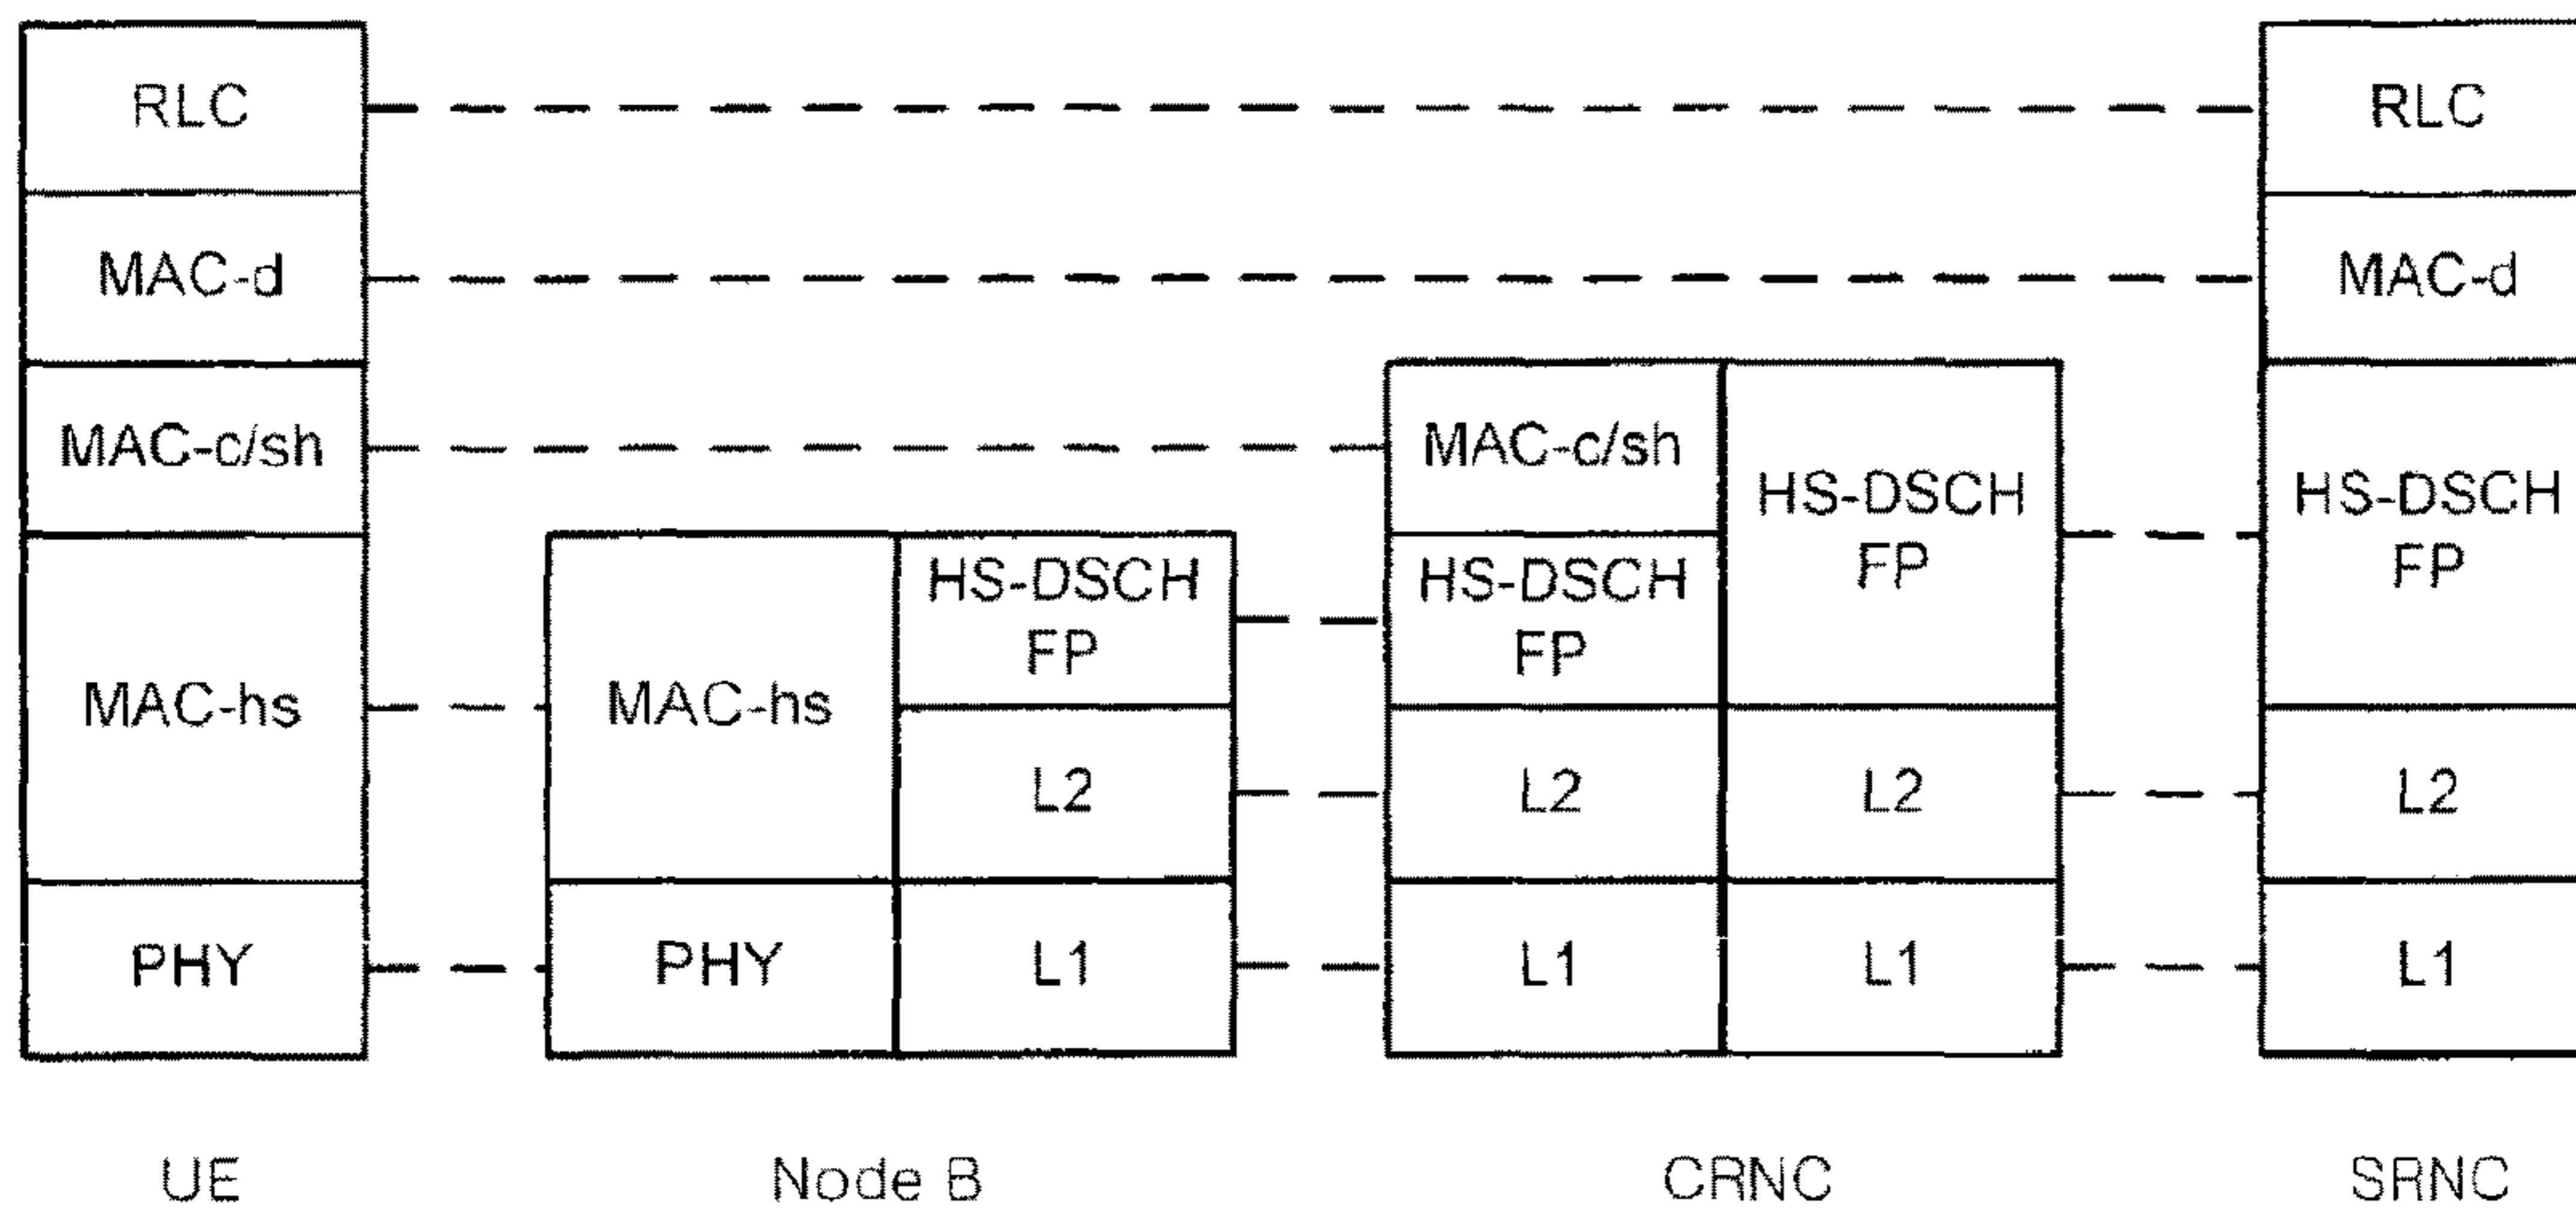 RLC
RLC
MAC-d
MAC-d
MAC-c/sh
MAC-c/sh
HS-DSCH
FP
HS-DSCH
FP
HS-DSCH
FP
HS-DSCH
FP
MAC-hs
MAC-hs
L2
L2
L2
L2
PHY
PHY
L1
L1
L1
L1
UE
Node B
CRNC
SRNC